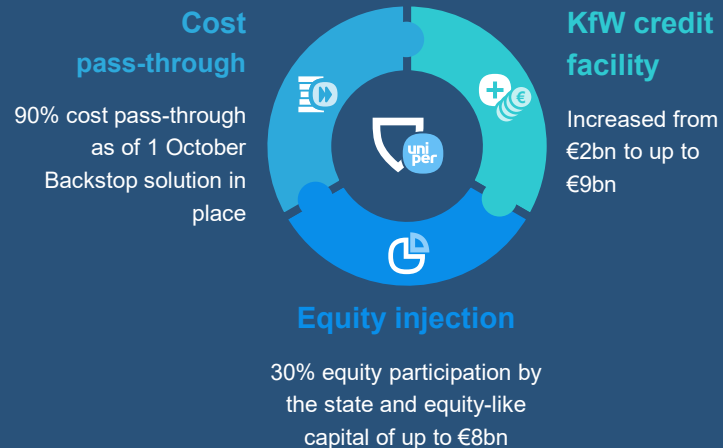 Cost
pass-through
90% cost pass-through
as of 1 October
Backstop solution in
place
KfW credit
facility
Increased from
€2bn to up to
€9bn
€
uni
per
Equity injection
30% equity participation by
the state and equity-like
capital of up to €8bn